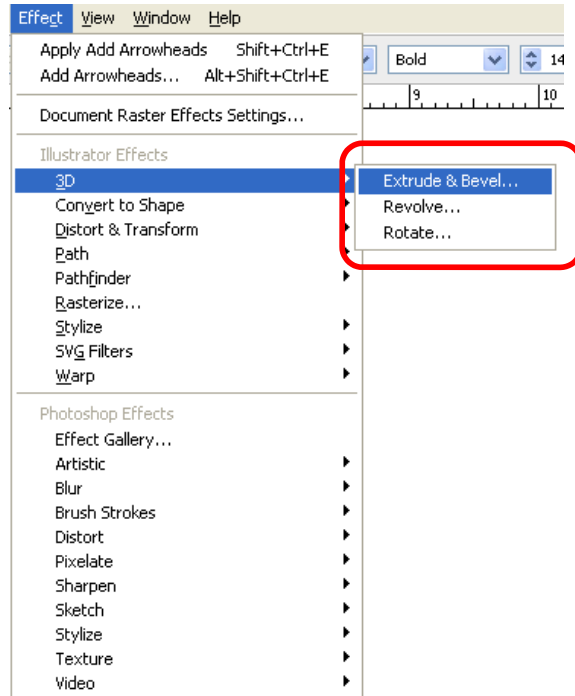 Effect View Window Help
Apply Add Arrowheads Shift+Ctrl+E
Add Arrowheads... Alt+Shift+Ctrl+E
Bold 14
9 10
Document Raster Effects Settings...
Illustrator Effects
3D
Extrude & Bevel...
Convert to Shape
Revolve...
Distort & Transform
Rotate...
Path
Pathfinder
Rasterize...
Stylize
SVG Filters
Warp
Photoshop Effects
Effect Gallery...
Artistic
Blur
Brush Strokes
Distort
Pixelate
Sharpen
Sketch
Stylize
Texture
Video